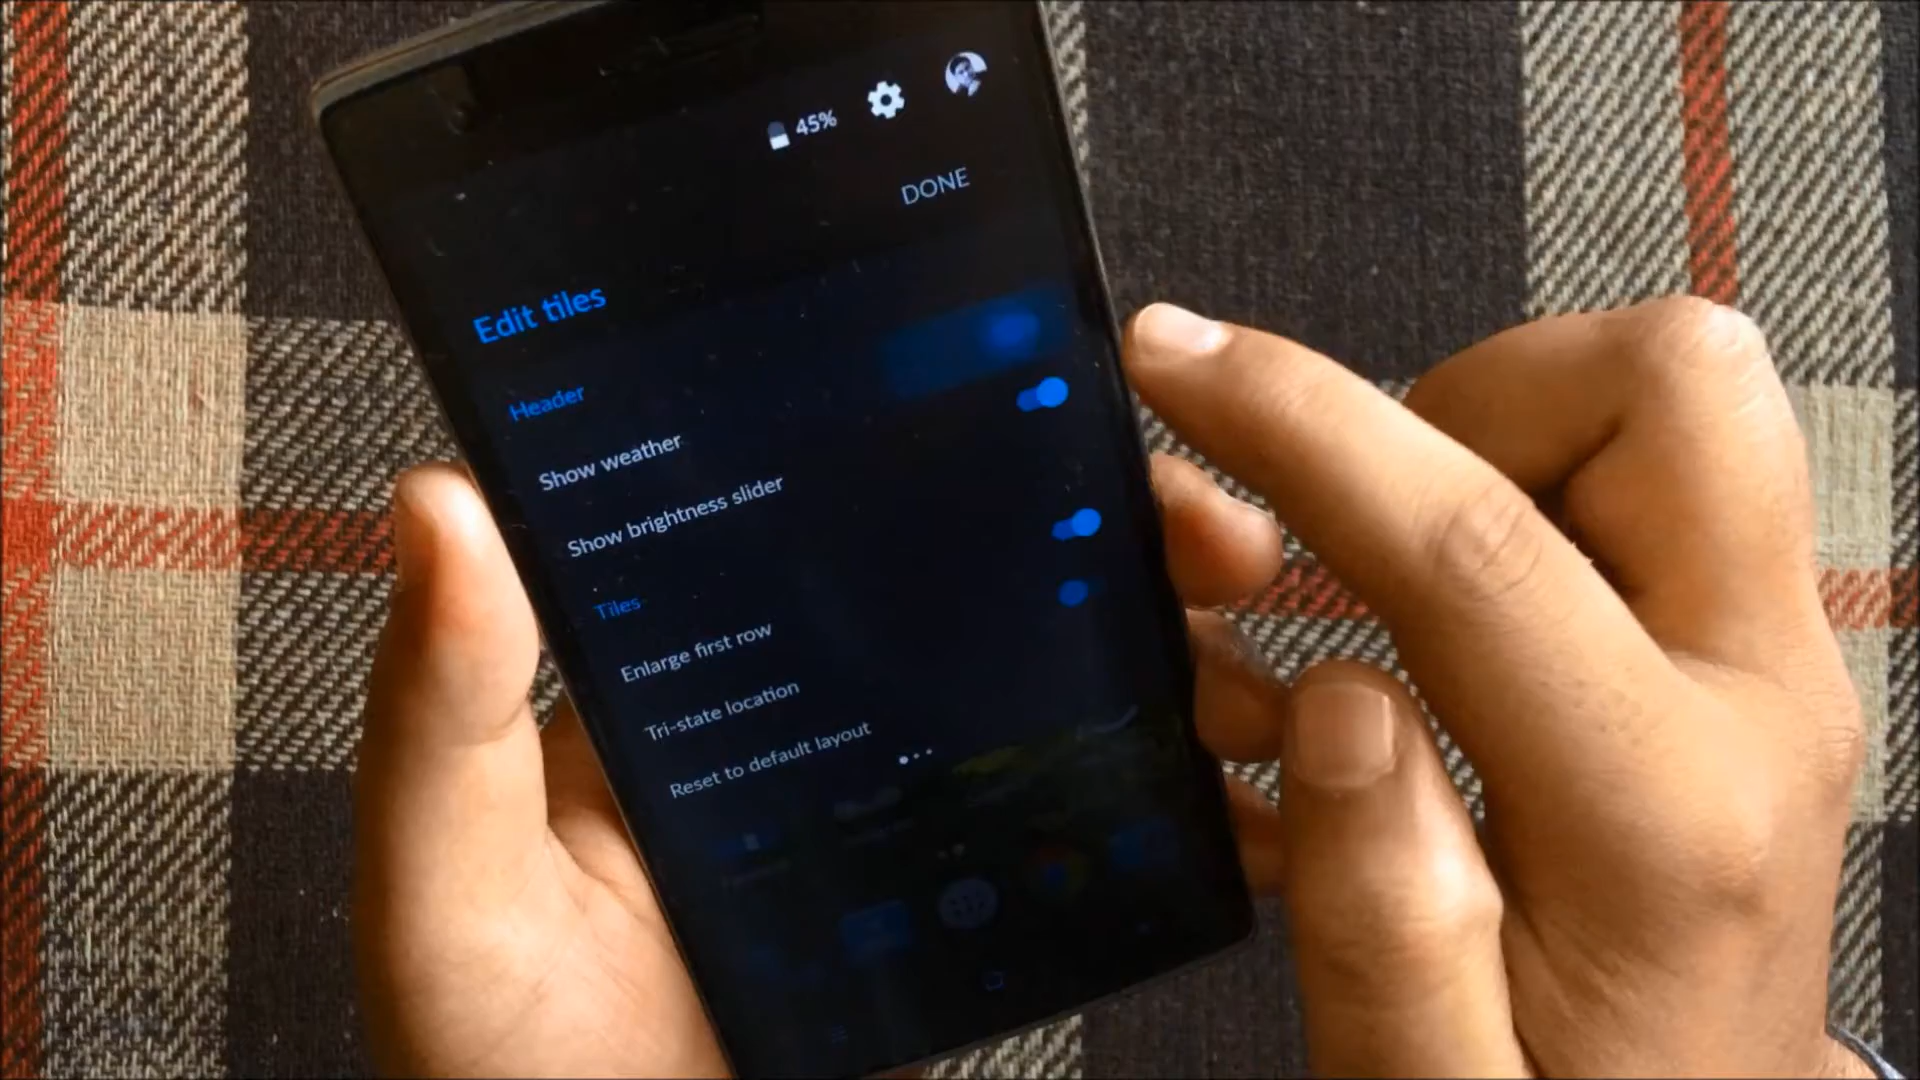 45%
DONE
Edit tiles
Header
Show weather
Show brightness slider
Tiles
Enlarge first row
Tri-state location
Reset to default layout